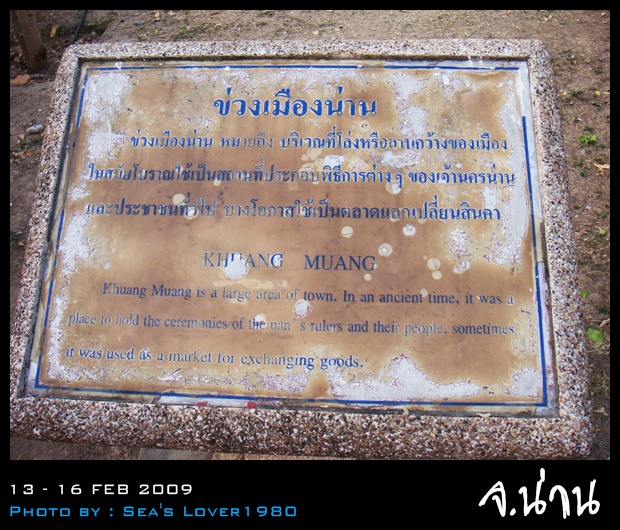 ข่วงเมืองน่าน
ข่วงเมืองน่าน หมายถึง บริเวณที่โล่งหรือลานกว้างของเมือง
ในสมัยโบราณใช้เป็นสถานที่ประกอบพิธีการต่าง ๆ ของเจ้านครน่าน
และประชาชนทั่วไป บางโอกาสใช้เป็นตลาดแลกเปลี่ยนสินค้า
KHUANG MUANG
Khuang Muang is a large area of town. In an ancient time, it was a
place to hold the ceremonies of the nan's rulers and their people. sometimes
it was used as a market for exchanging goods.
13 - 16 FEB 2009
Photo by : Sea's Lover1980
จ.น่าน